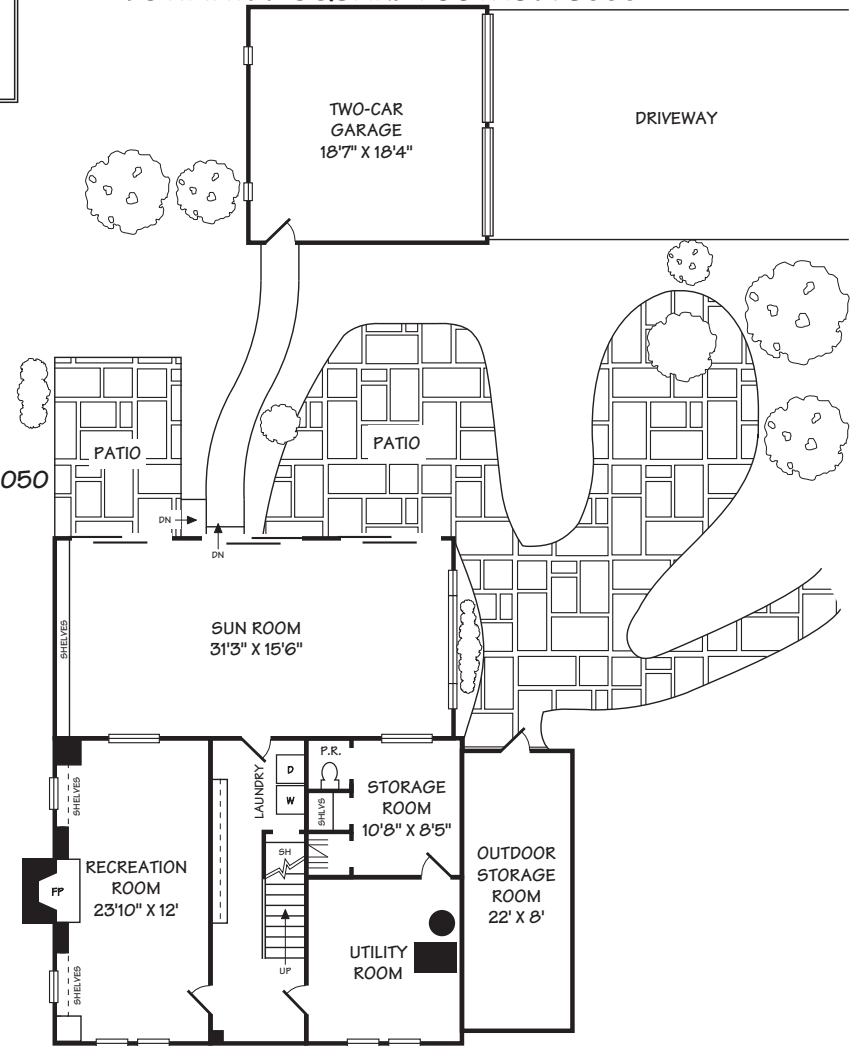 TWO-CAR
GARAGE
18'7" X 18'4"
DRIVEWAY
PATIO
PATIO
050
DN
DN
SHELVES
SUN ROOM
31'3" X 15'6"
P.R.
LAUNDRY
D
W
SHELVES
SHLVS
STORAGE
ROOM
10'8" X 8'5"
SH
RECREATION
ROOM
23'10" X 12'
FP
OUTDOOR
STORAGE
ROOM
22' X 8'
UTILITY
ROOM
UP
SHELVES